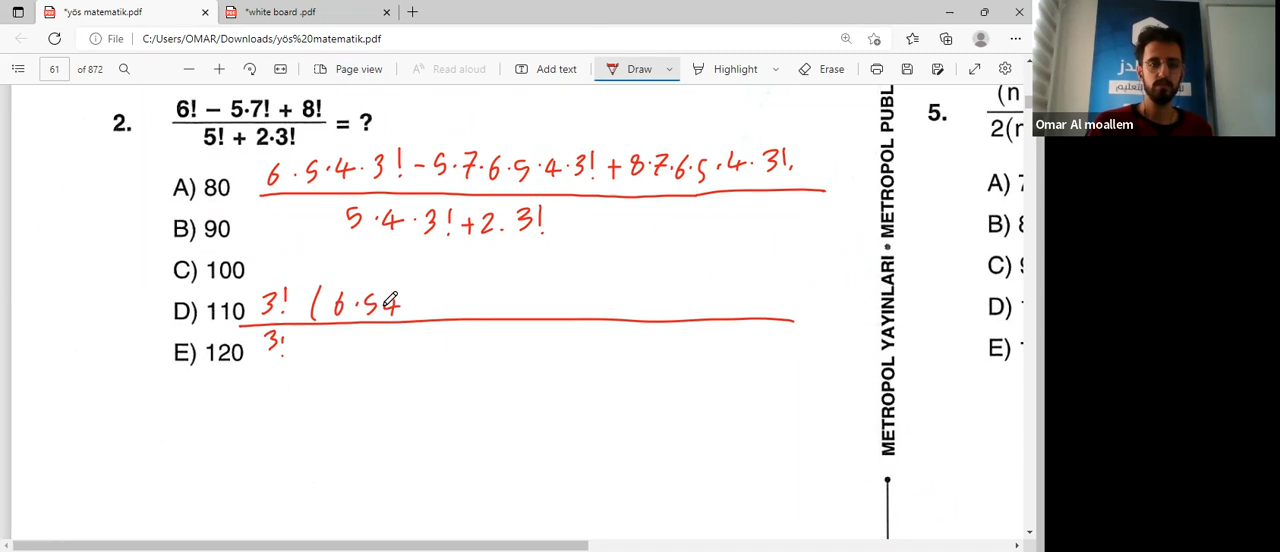 *yös matematik.pdf
*white board .pdf
File
C:/Users/OMAR/Downloads/yös%20matematik.pdf
61
of 872
Page view
Read aloud
Add text
Draw
Highlight
Erase
2. 6! − 5·7! + 8! / 5! + 2·3! = ?
6·5·4·3! − 5·7·6·5·4·3! + 8·7·6·5·4·3!
5·4·3! + 2·3!
A) 80
B) 90
C) 100
D) 110
E) 120
3! (6·54
3!
METROPOL YAYINLARI • METROPOL PUBL
5. (n
2(n
A) 7
B) 8
C) 9
D)
E)
Omar Al moallem
للتعليم